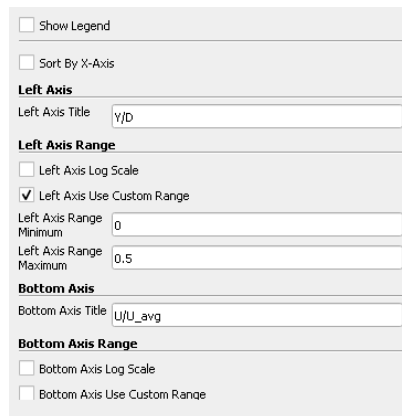 Show Legend
Sort By X-Axis
Left Axis
Left Axis Title Y/D
Left Axis Range
Left Axis Log Scale
Left Axis Use Custom Range
Left Axis Range
Minimum 0
Left Axis Range
Maximum 0.5
Bottom Axis
Bottom Axis Title U/U_avg
Bottom Axis Range
Bottom Axis Log Scale
Bottom Axis Use Custom Range